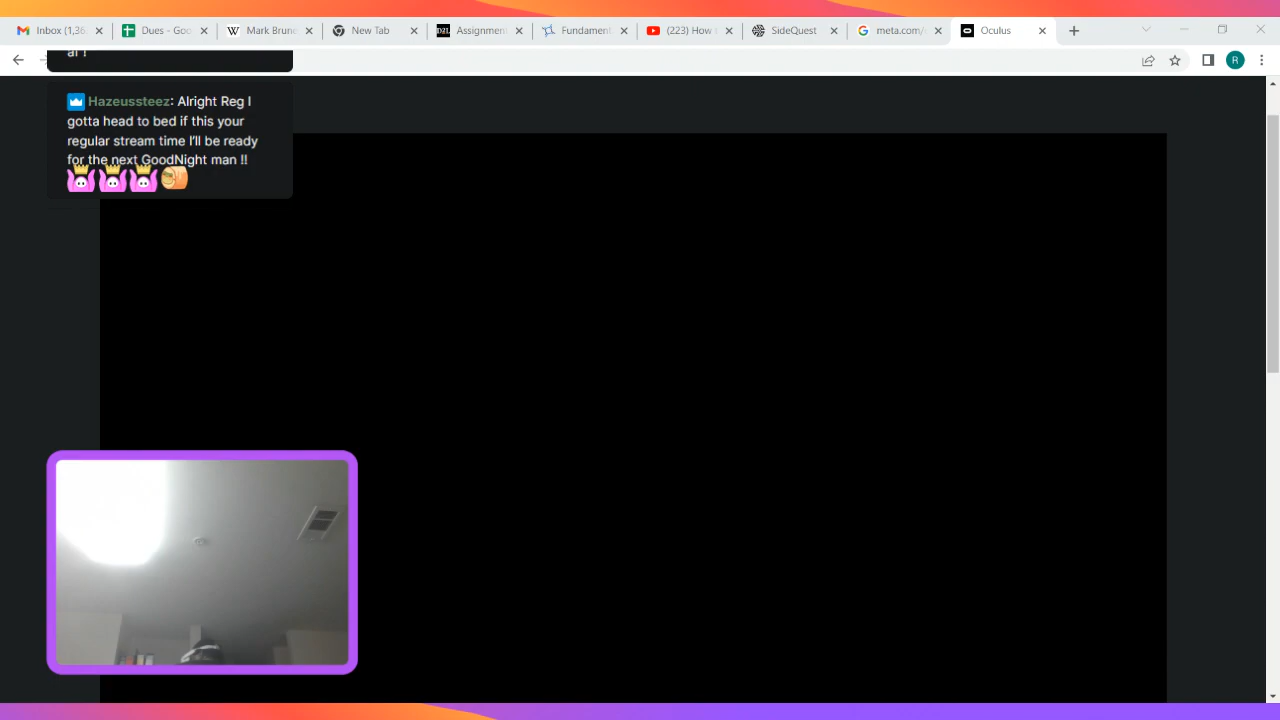 Inbox (1,36
Dues - Goo
Mark Brun
New Tab
D2L
Assignmen
Fundament
(223) How
SideQuest
meta.com/
Oculus
R
Hazeussteez: Alright Reg I
gotta head to bed if this your
regular stream time I'll be ready
for the next GoodNight man !!